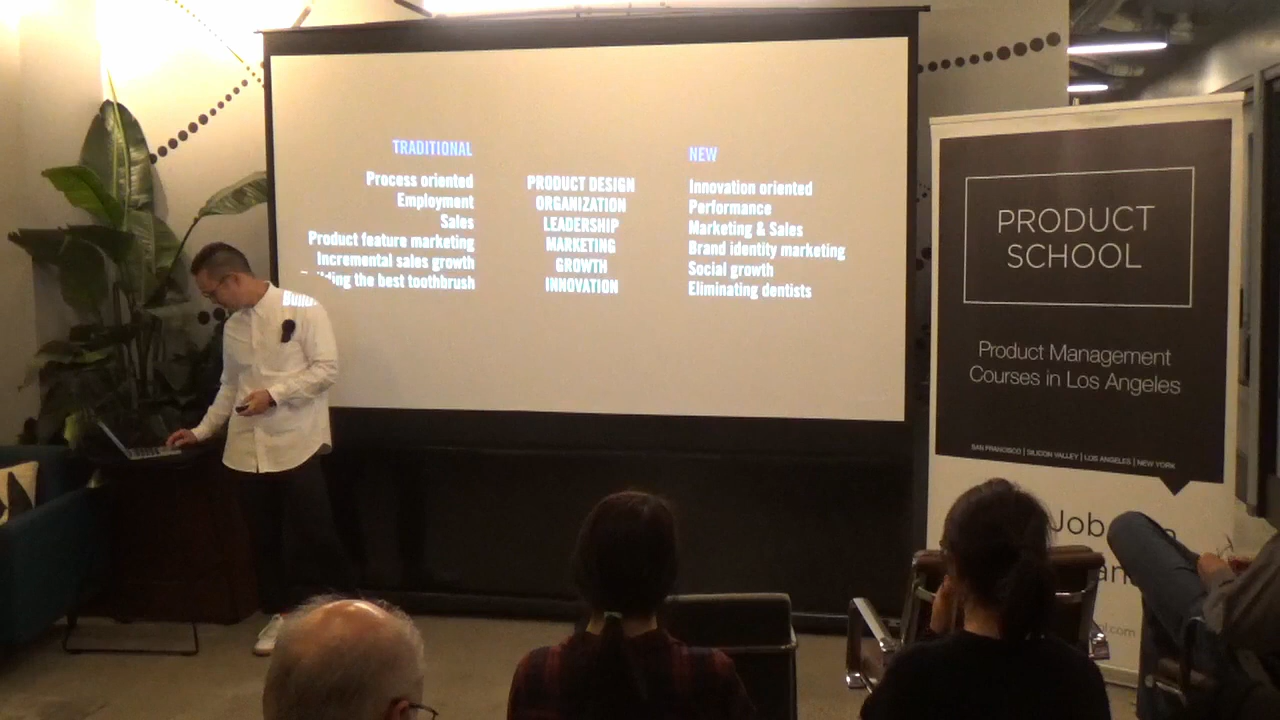 TRADITIONAL
NEW
Process oriented
PRODUCT DESIGN
Innovation oriented
Employment
ORGANIZATION
Performance
Sales
LEADERSHIP
Marketing & Sales
Product feature marketing
MARKETING
Brand identity marketing
Incremental sales growth
GROWTH
Social growth
Building the best toothbrush
INNOVATION
Eliminating dentists
PRODUCT
SCHOOL
Product Management
Courses in Los Angeles
SAN FRANCISCO | SILICON VALLEY | LOS ANGELES | NEW YORK
Job